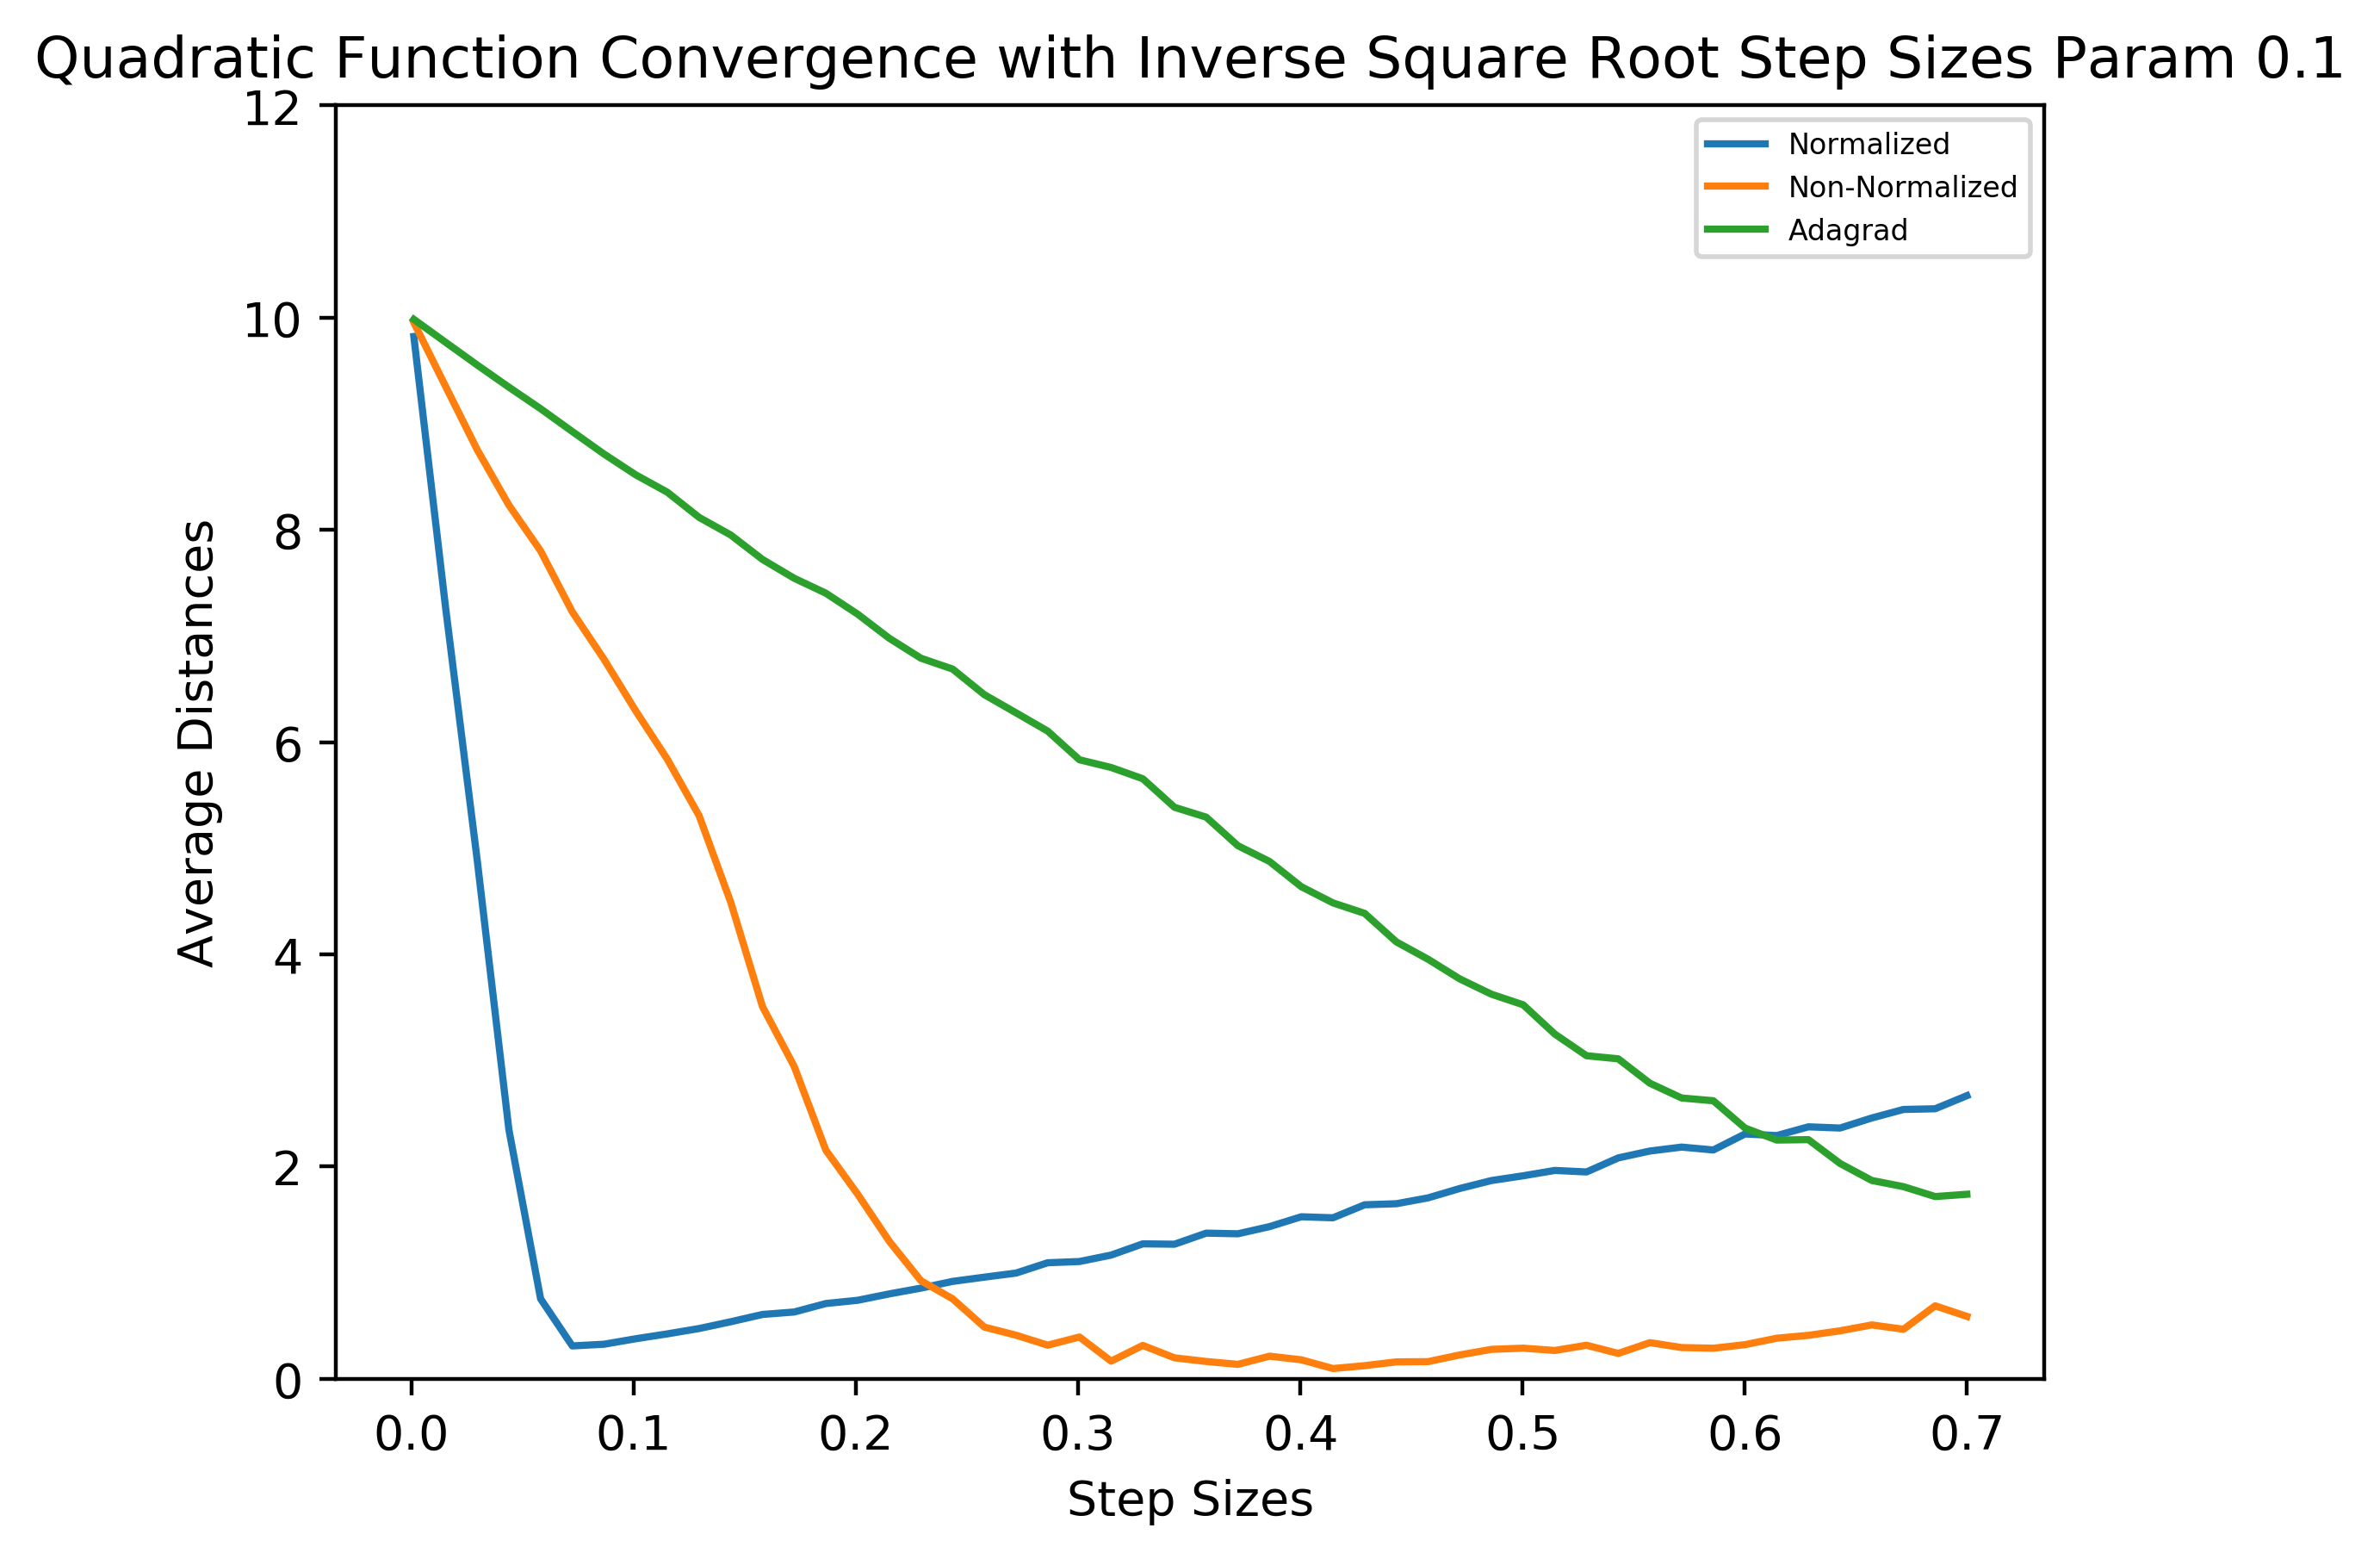 Quadratic Function Convergence with Inverse Square Root Step Sizes Param 0.1
12
10
8
6
4
2
0
Average Distances
Normalized
Non-Normalized
Adagrad
0.0 0.1 0.2 0.3 0.4 0.5 0.6 0.7
Step Sizes